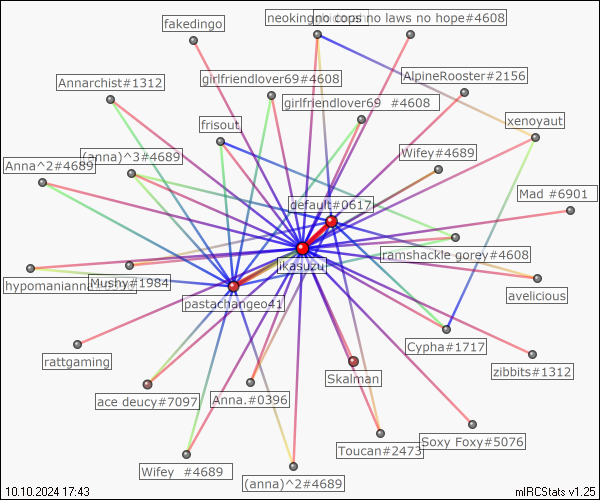 neokingno cops no laws no hope#4608
fakedingo
girlfriendlover69#4608
AlpineRooster#2156
Annarchist#1312
girlfriendlover69 #4608
xenoyaut
frisout
Anna^2#4689
(anna)^3#4689
Wifey#4689
Mad #6901
default#0617
ramshackle gorey#4608
ikasuzu
hypomanianna
Mushy#1984
avelicious
pastachangeo41
Cypha#1717
rattgaming
zibbits#1312
Skalman
ace deucy#7097
Anna.#0396
Toucan#2473
Soxy Foxy#5076
Wifey #4689
(anna)^2#4689
10.10.2024 17:43
mIRCStats v1.25